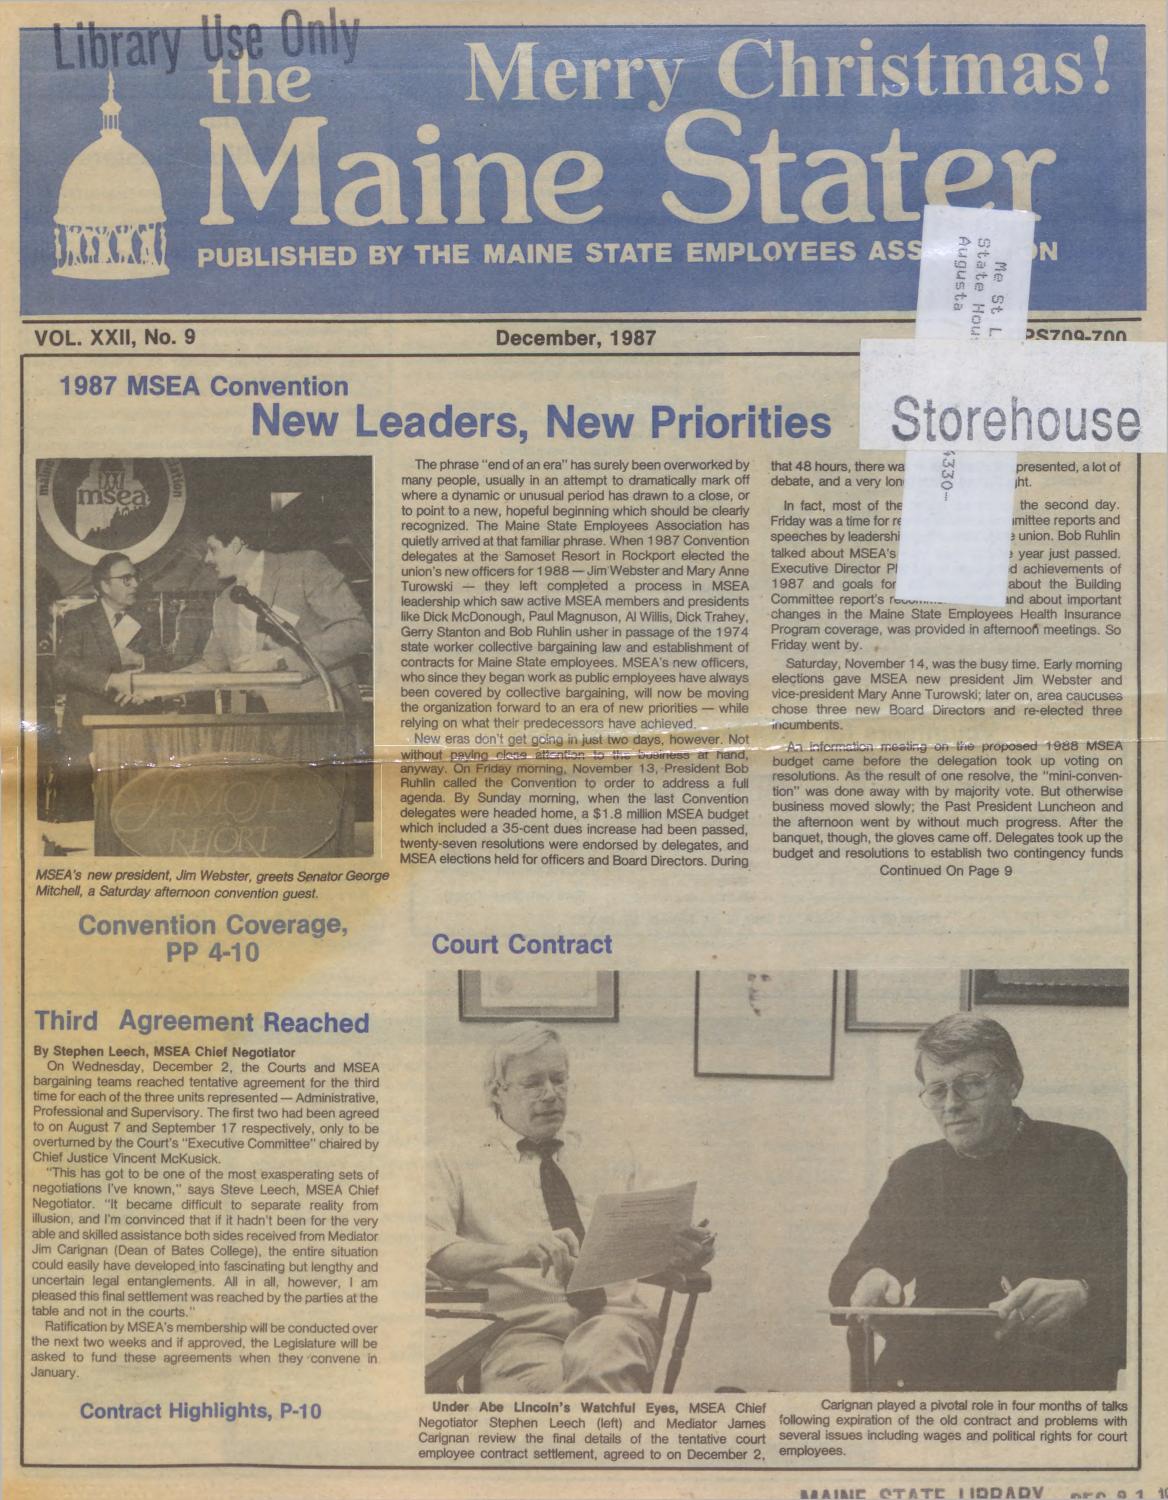 Library Use Only
the Merry Christmas!
Maine Stater
PUBLISHED BY THE MAINE STATE EMPLOYEES ASS ON
Me St L
State Hou
Augusta
4330-
VOL. XXII, No. 9 December, 1987 PS709-700
Storehouse
1987 MSEA Convention
New Leaders, New Priorities
msea
RESORT
MSEA's new president, Jim Webster, greets Senator George
Mitchell, a Saturday afternoon convention guest.
Convention Coverage,
PP 4-10
The phrase "end of an era" has surely been overworked by
many people, usually in an attempt to dramatically mark off
where a dynamic or unusual period has drawn to a close, or
to point to a new, hopeful beginning which should be clearly
recognized. The Maine State Employees Association has
quietly arrived at that familiar phrase. When 1987 Convention
delegates at the Samoset Resort in Rockport elected the
union's new officers for 1988 — Jim Webster and Mary Anne
Turowski — they left completed a process in MSEA
leadership which saw active MSEA members and presidents
like Dick McDonough, Paul Magnuson, Al Willis, Dick Trahey,
Gerry Stanton and Bob Ruhlin usher in passage of the 1974
state worker collective bargaining law and establishment of
contracts for Maine State employees. MSEA's new officers,
who since they began work as public employees have always
been covered by collective bargaining, will now be moving
the organization forward to an era of new priorities — while
relying on what their predecessors have achieved.
New eras don't get going in just two days, however. Not
without paying close attention to the business at hand,
anyway. On Friday morning, November 13, President Bob
Ruhlin called the Convention to order to address a full
agenda. By Sunday morning, when the last Convention
delegates were headed home, a $1.8 million MSEA budget
which included a 35-cent dues increase had been passed,
twenty-seven resolutions were endorsed by delegates, and
MSEA elections held for officers and Board Directors. During
that 48 hours, there wa presented, a lot of
debate, and a very lon ht.
In fact, most of the the second day.
Friday was a time for re mmittee reports and
speeches by leadershi e union. Bob Ruhlin
talked about MSEA's e year just passed.
Executive Director P d achievements of
1987 and goals for about the Building
Committee report's and about important
changes in the Maine State Employees Health Insurance
Program coverage, was provided in afternoon meetings. So
Friday went by.
Saturday, November 14, was the busy time. Early morning
elections gave MSEA new president Jim Webster and
vice-president Mary Anne Turowski; later on, area caucuses
chose three new Board Directors and re-elected three
incumbents.
An information meeting on the proposed 1988 MSEA
budget came before the delegation took up voting on
resolutions. As the result of one resolve, the "mini-conven-
tion" was done away with by majority vote. But otherwise
business moved slowly; the Past President Luncheon and
the afternoon went by without much progress. After the
banquet, though, the gloves came off. Delegates took up the
budget and resolutions to establish two contingency funds
Continued On Page 9
Third Agreement Reached
By Stephen Leech, MSEA Chief Negotiator
On Wednesday, December 2, the Courts and MSEA
bargaining teams reached tentative agreement for the third
time for each of the three units represented — Administrative,
Professional and Supervisory. The first two had been agreed
to on August 7 and September 17 respectively, only to be
overturned by the Court's "Executive Committee" chaired by
Chief Justice Vincent McKusick.
"This has got to be one of the most exasperating sets of
negotiations I've known," says Steve Leech, MSEA Chief
Negotiator. "It became difficult to separate reality from
illusion, and I'm convinced that if it hadn't been for the very
able and skilled assistance both sides received from Mediator
Jim Carignan (Dean of Bates College), the entire situation
could easily have developed into fascinating but lengthy and
uncertain legal entanglements. All in all, however, I am
pleased this final settlement was reached by the parties at the
table and not in the courts."
Ratification by MSEA's membership will be conducted over
the next two weeks and if approved, the Legislature will be
asked to fund these agreements when they convene in
January.
Contract Highlights, P-10
Court Contract
Under Abe Lincoln's Watchful Eyes, MSEA Chief
Negotiator Stephen Leech (left) and Mediator James
Carignan review the final details of the tentative court
employee contract settlement, agreed to on December 2,
Carignan played a pivotal role in four months of talks
following expiration of the old contract and problems with
several issues including wages and political rights for court
employees.
MAINE STATE LIBRARY